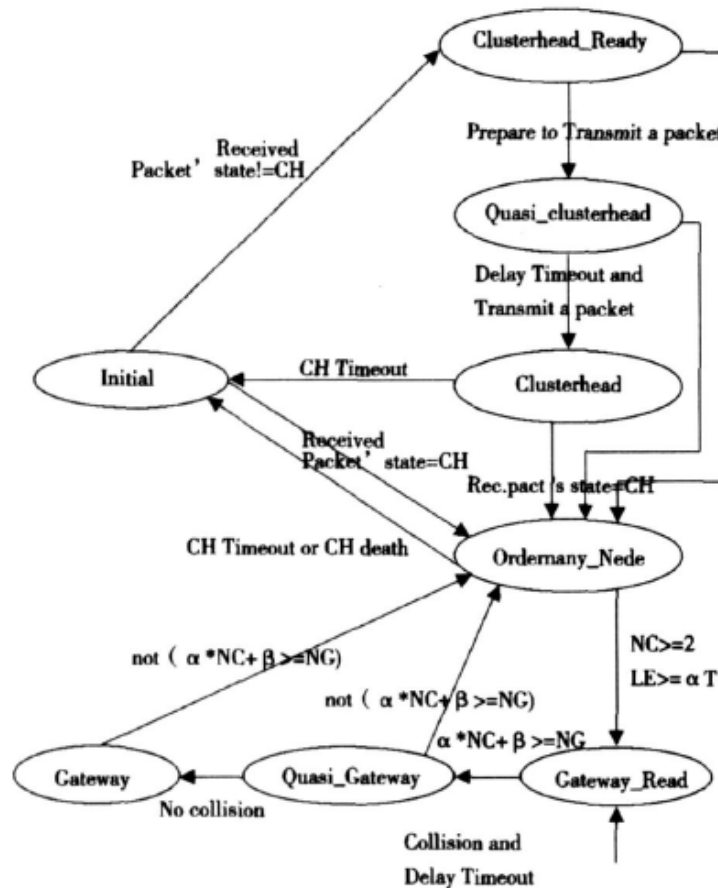 Clusterhead_Ready
Prepare to Transmit a packet
Received
Packet' state!=CH
Quasi_clusterhead
Delay Timeout and
Transmit a packet
Initial
CH Timeout
Clusterhead
Received
Packet' state=CH
Rec.pact's state=CH
CH Timeout or CH death
Ordernany_Nede
not ( α *NC+ β >=NG)
NC>=2
LE>= α T
not ( α *NC+ β >=NG)
α *NC+ β >=NG
Gateway
Quasi_Gateway
Gateway_Read
No collision
Collision and
Delay Timeout